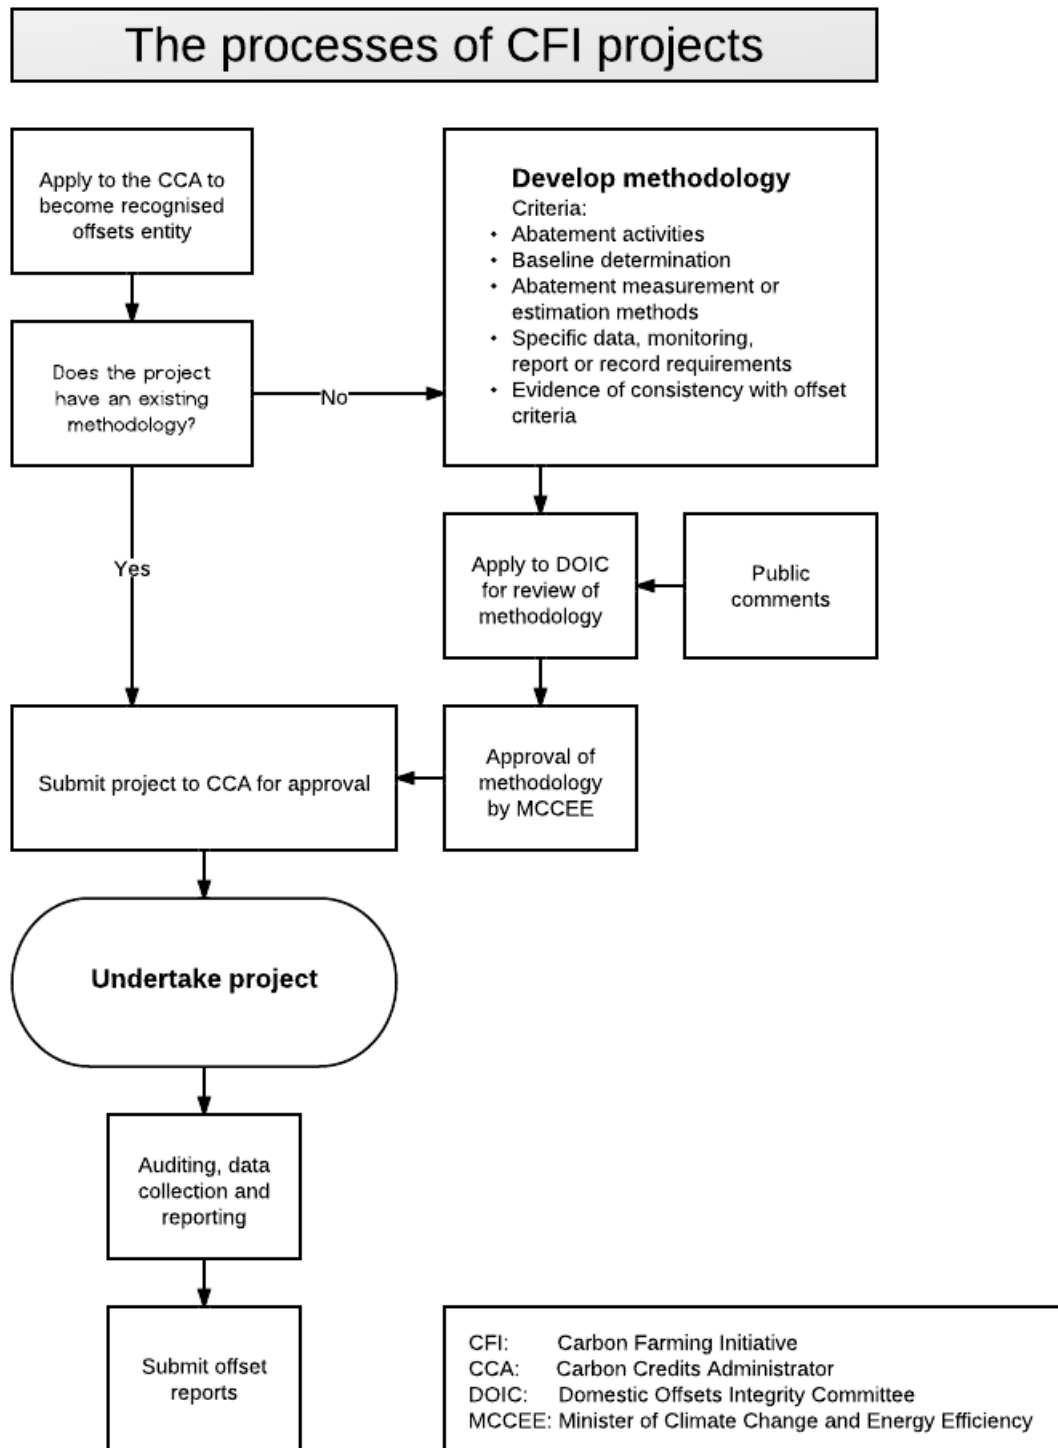 The processes of CFI projects
Apply to the CCA to
become recognised
offsets entity
Does the project
have an existing
methodology?
No
Yes
Develop methodology
Criteria:
• Abatement activities
• Baseline determination
• Abatement measurement or
estimation methods
• Specific data, monitoring,
report or record requirements
• Evidence of consistency with offset
criteria
Apply to DOIC
for review of
methodology
Public
comments
Approval of
methodology
by MCCEE
Submit project to CCA for approval
Undertake project
Auditing, data
collection and
reporting
Submit offset
reports
CFI: Carbon Farming Initiative
CCA: Carbon Credits Administrator
DOIC: Domestic Offsets Integrity Committee
MCCEE: Minister of Climate Change and Energy Efficiency